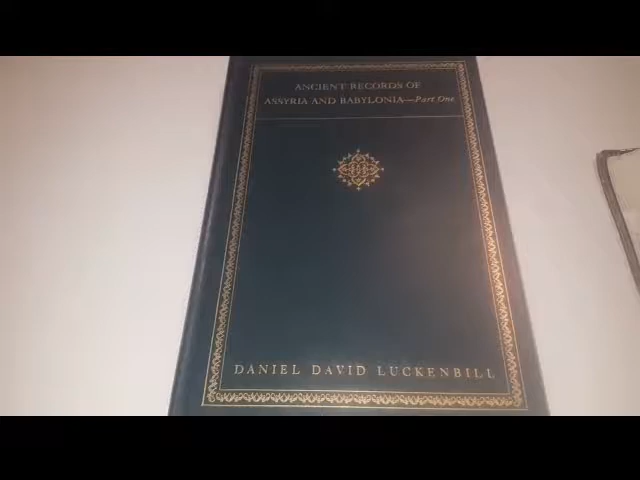 ANCIENT RECORDS OF
ASSYRIA AND BABYLONIA—Part One
DANIEL DAVID LUCKENBILL